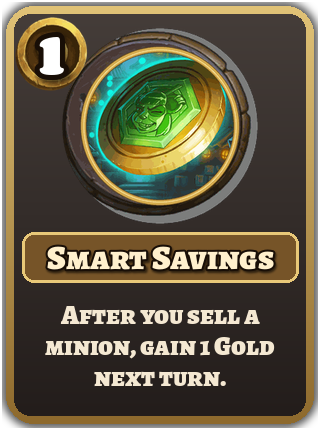 1
Smart Savings
After you sell a
minion, gain 1 Gold
next turn.